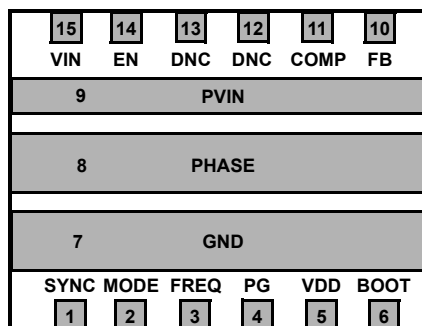 15 14 13 12 11 10
VIN EN DNC DNC COMP FB
9 PVIN
8 PHASE
7 GND
SYNC MODE FREQ PG VDD BOOT
1 2 3 4 5 6